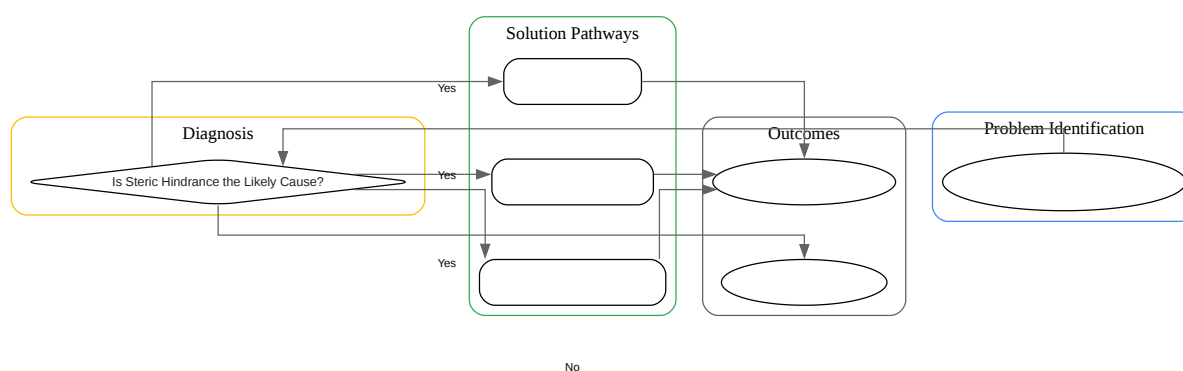 Solution Pathways
Yes
Diagnosis
Outcomes
Problem Identification
Is Steric Hindrance the Likely Cause?
Yes
Yes
No